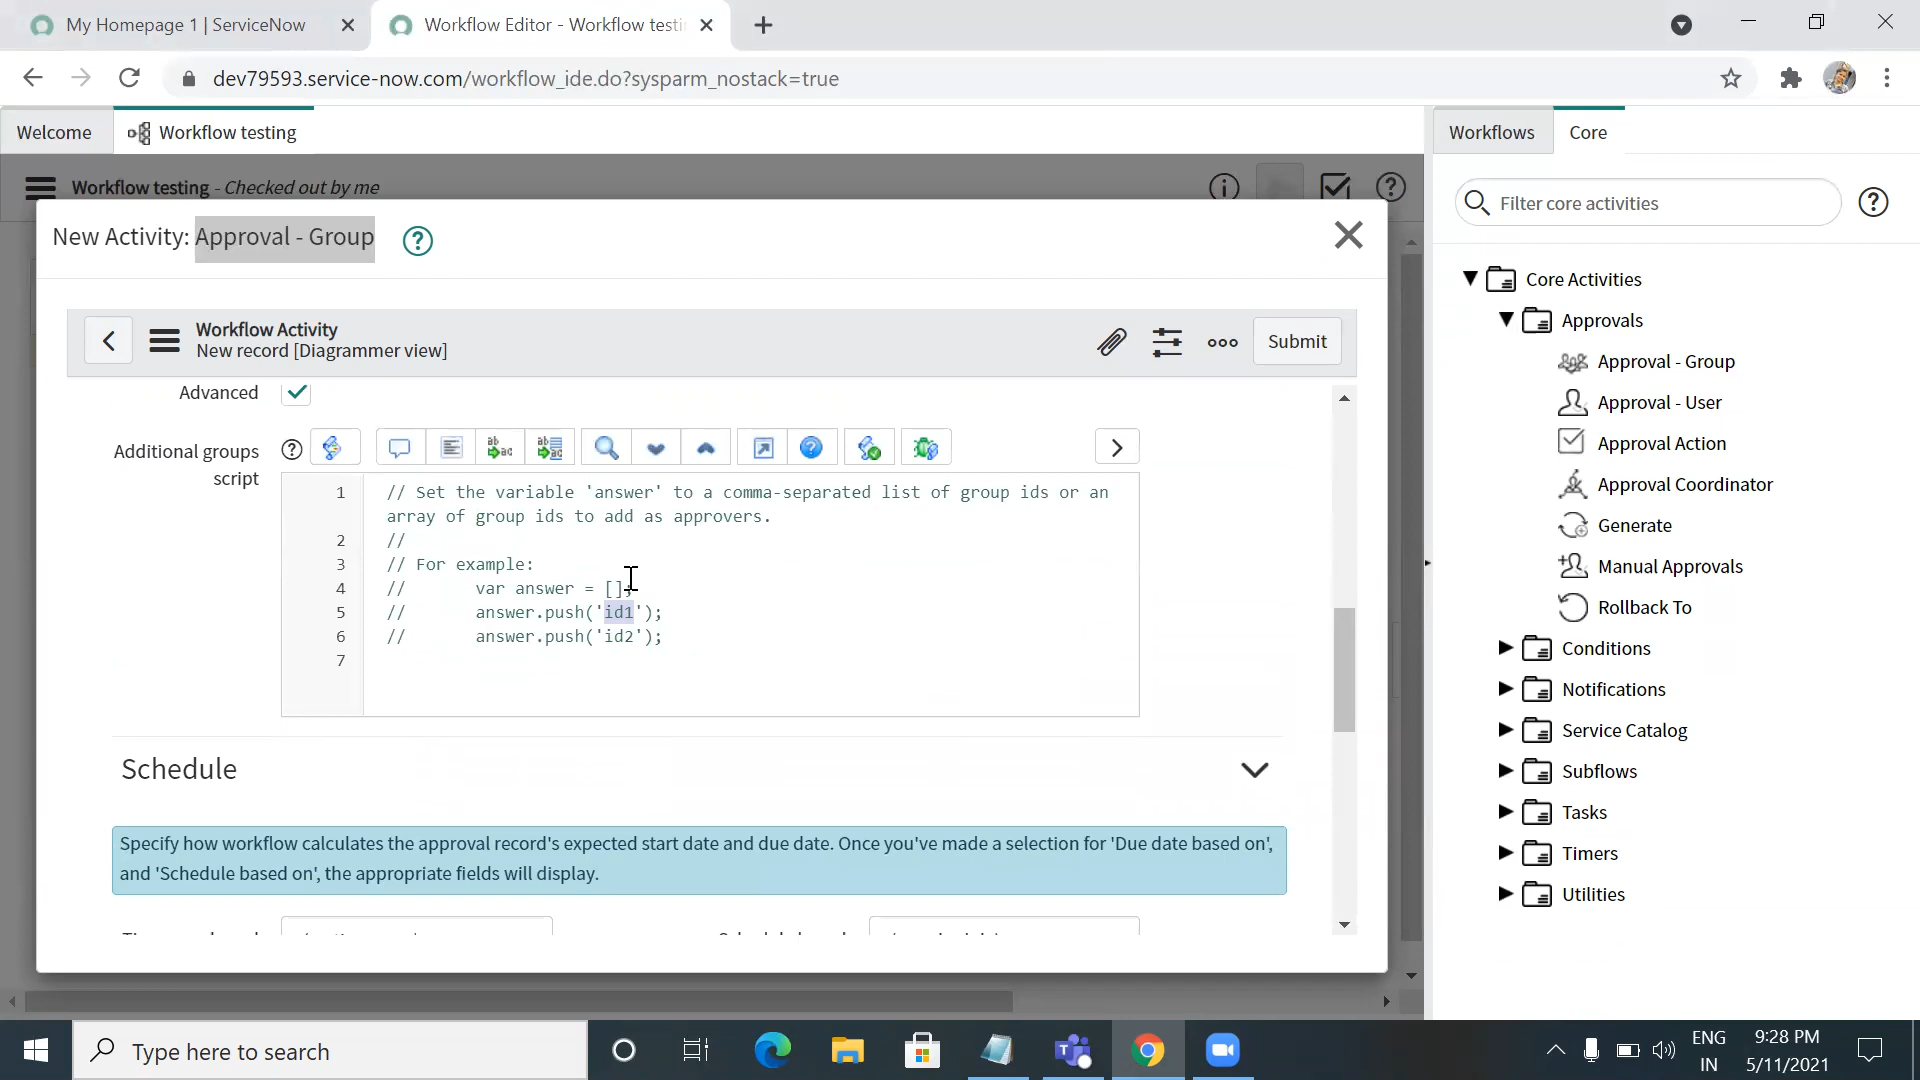 My Homepage 1 | ServiceNow
Workflow Editor - Workflow testi
dev79593.service-now.com/workflow_ide.do?sysparm_nostack=true
Welcome
Workflow testing
Workflows
Core
Workflow testing - Checked out by me
Filter core activities
New Activity: Approval - Group
Workflow Activity
New record [Diagrammer view]
Submit
Advanced
Additional groups
script
1 // Set the variable 'answer' to a comma-separated list of group ids or an
array of group ids to add as approvers.
2 //
3 // For example:
4 // var answer = [];
5 // answer.push('id1');
6 // answer.push('id2');
7
Schedule
Specify how workflow calculates the approval record's expected start date and due date. Once you've made a selection for 'Due date based on',
and 'Schedule based on', the appropriate fields will display.
Core Activities
Approvals
Approval - Group
Approval - User
Approval Action
Approval Coordinator
Generate
Manual Approvals
Rollback To
Conditions
Notifications
Service Catalog
Subflows
Tasks
Timers
Utilities
Type here to search
ENG
IN
9:28 PM
5/11/2021